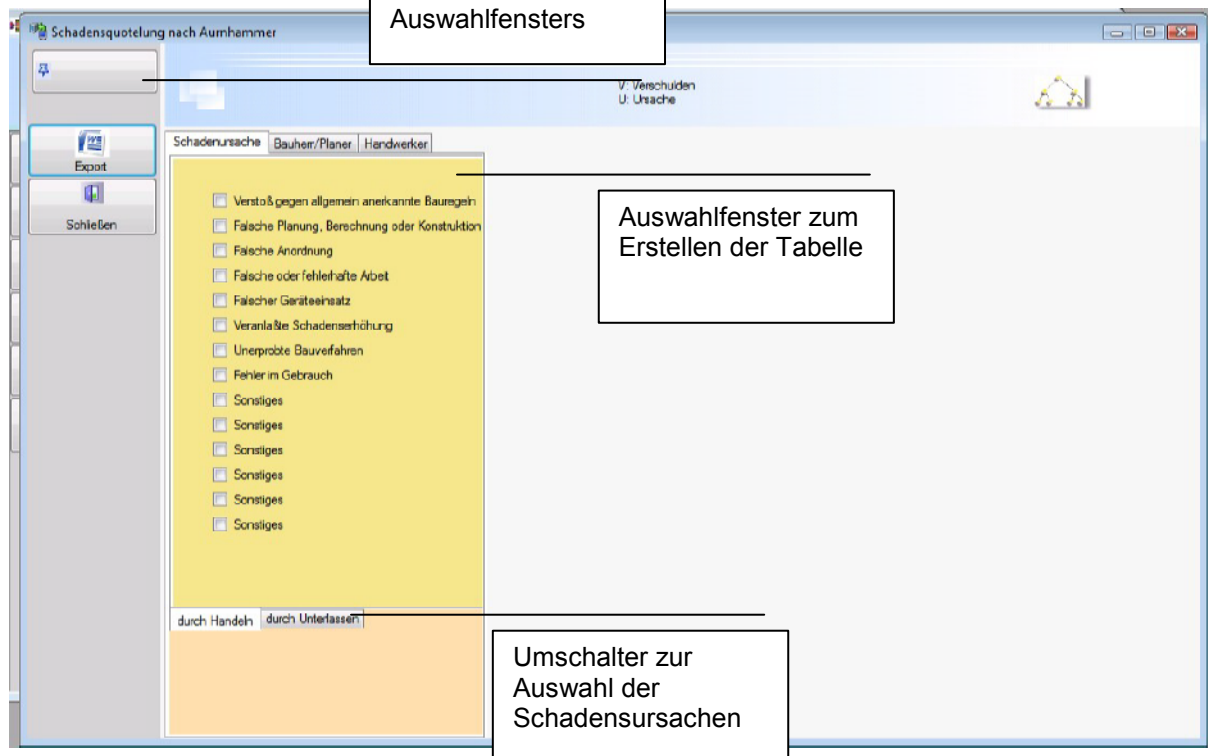 Auswahlfensters
Schadensquotelung nach Aurnhammer
V: Verschulden
U: Ursache
Export
Schließen
Schadenursache Bauherr/Planer Handwerker
Verstoß gegen allgemein anerkannte Bauregeln
Falsche Planung, Berechnung oder Konstruktion
Falsche Anordnung
Falsche oder fehlerhafte Arbeit
Falscher Geräteeinsatz
Veranlaßte Schadenserhöhung
Unerprobte Bauverfahren
Fehler im Gebrauch
Sonstiges
Sonstiges
Sonstiges
Sonstiges
Sonstiges
Sonstiges
Auswahlfenster zum
Erstellen der Tabelle
durch Handeln durch Unterlassen
Umschalter zur
Auswahl der
Schadensursachen